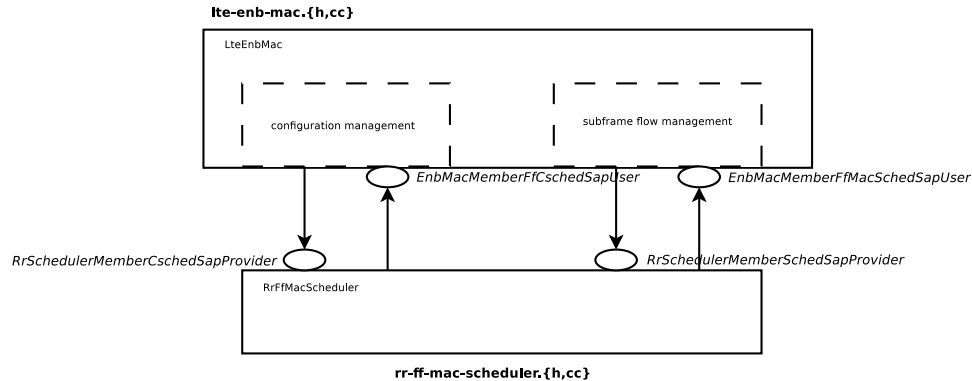 lte-enb-mac.{h,cc}
LteEnbMac
configuration management
subframe flow management
EnbMacMemberFfCschedSapUser
EnbMacMemberFfMacSchedSapUser
RrSchedulerMemberCschedSapProvider
RrSchedulerMemberSchedSapProvider
RrFfMacScheduler
rr-ff-mac-scheduler.{h,cc}